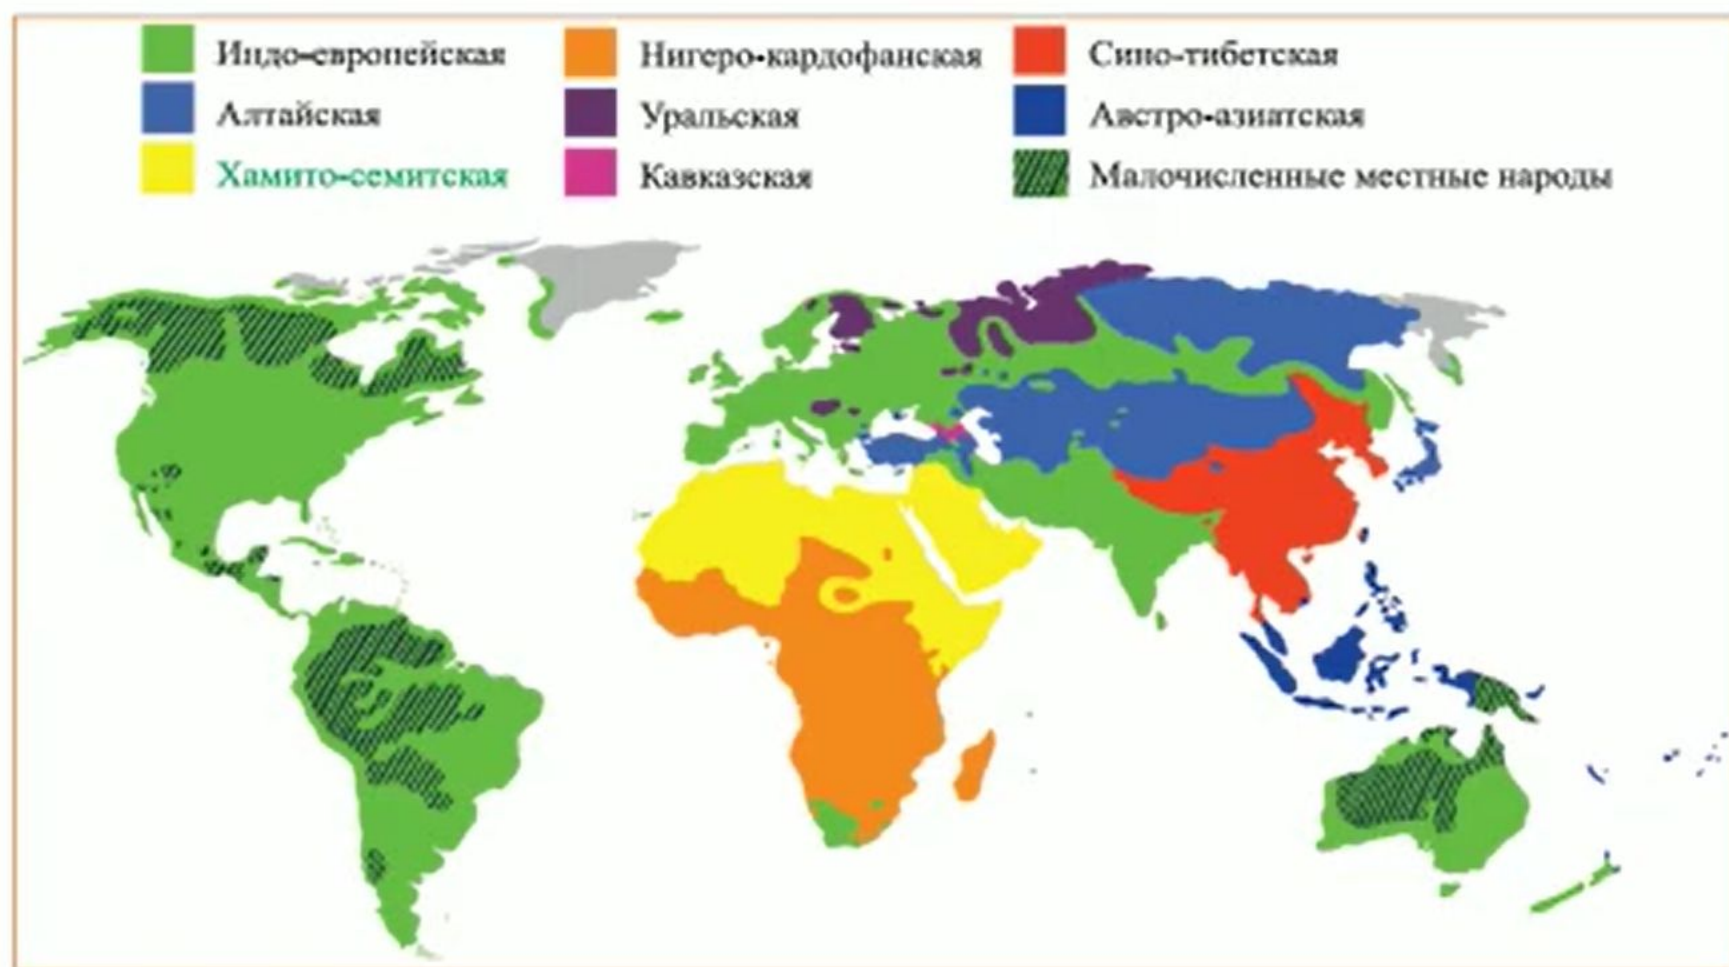 Индо-европейская
Нигеро-кардофанская
Сино-тибетская
Алтайская
Уральская
Австро-азиатская
Хамито-семитская
Кавказская
Малочисленные местные народы